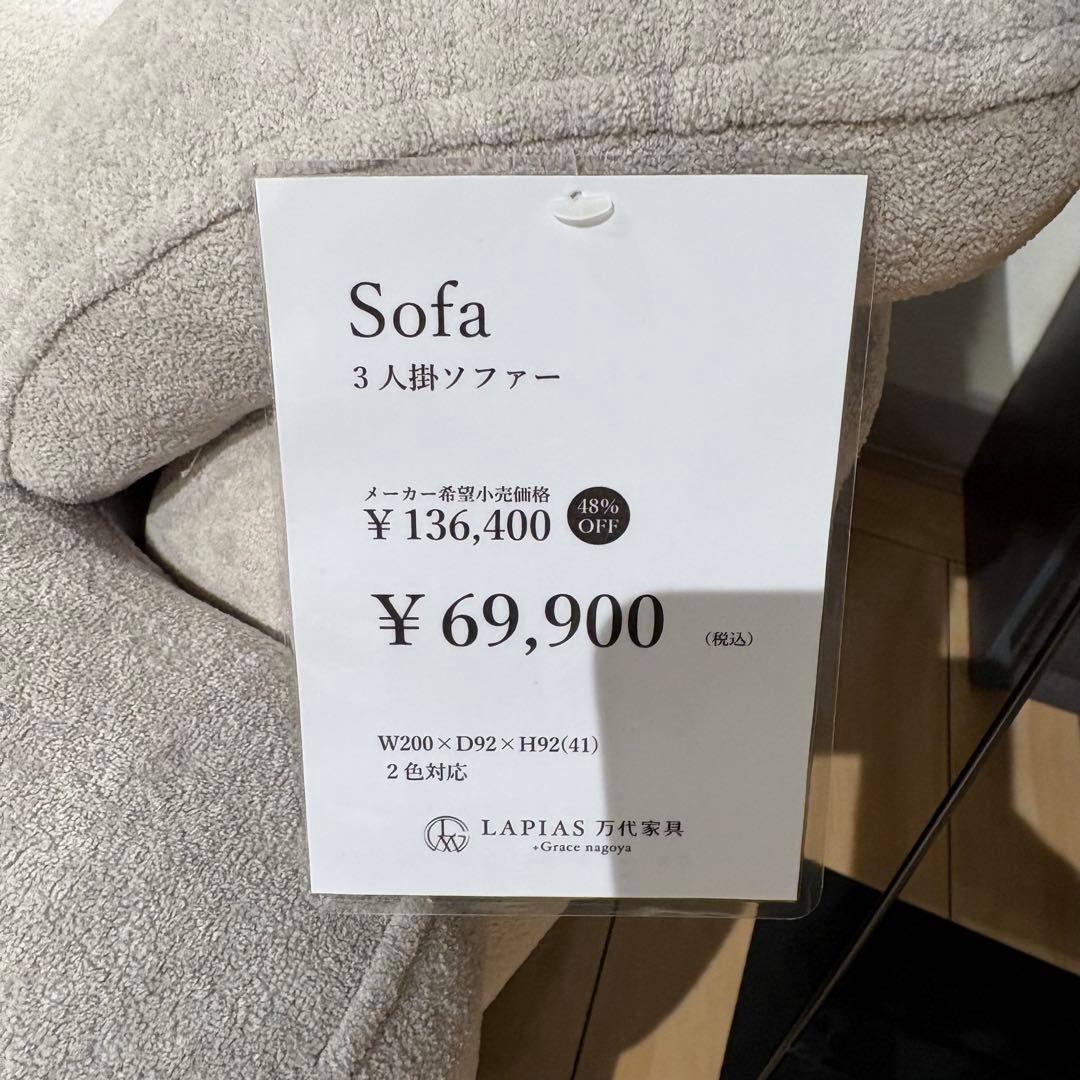 Sofa
３人掛ソファー
メーカー希望小売価格
¥ 136,400
48%
OFF
¥ 69,900 (税込)
W200×D92×H92(41)
２色対応
LAPIAS 万代家具
+Grace nagoya